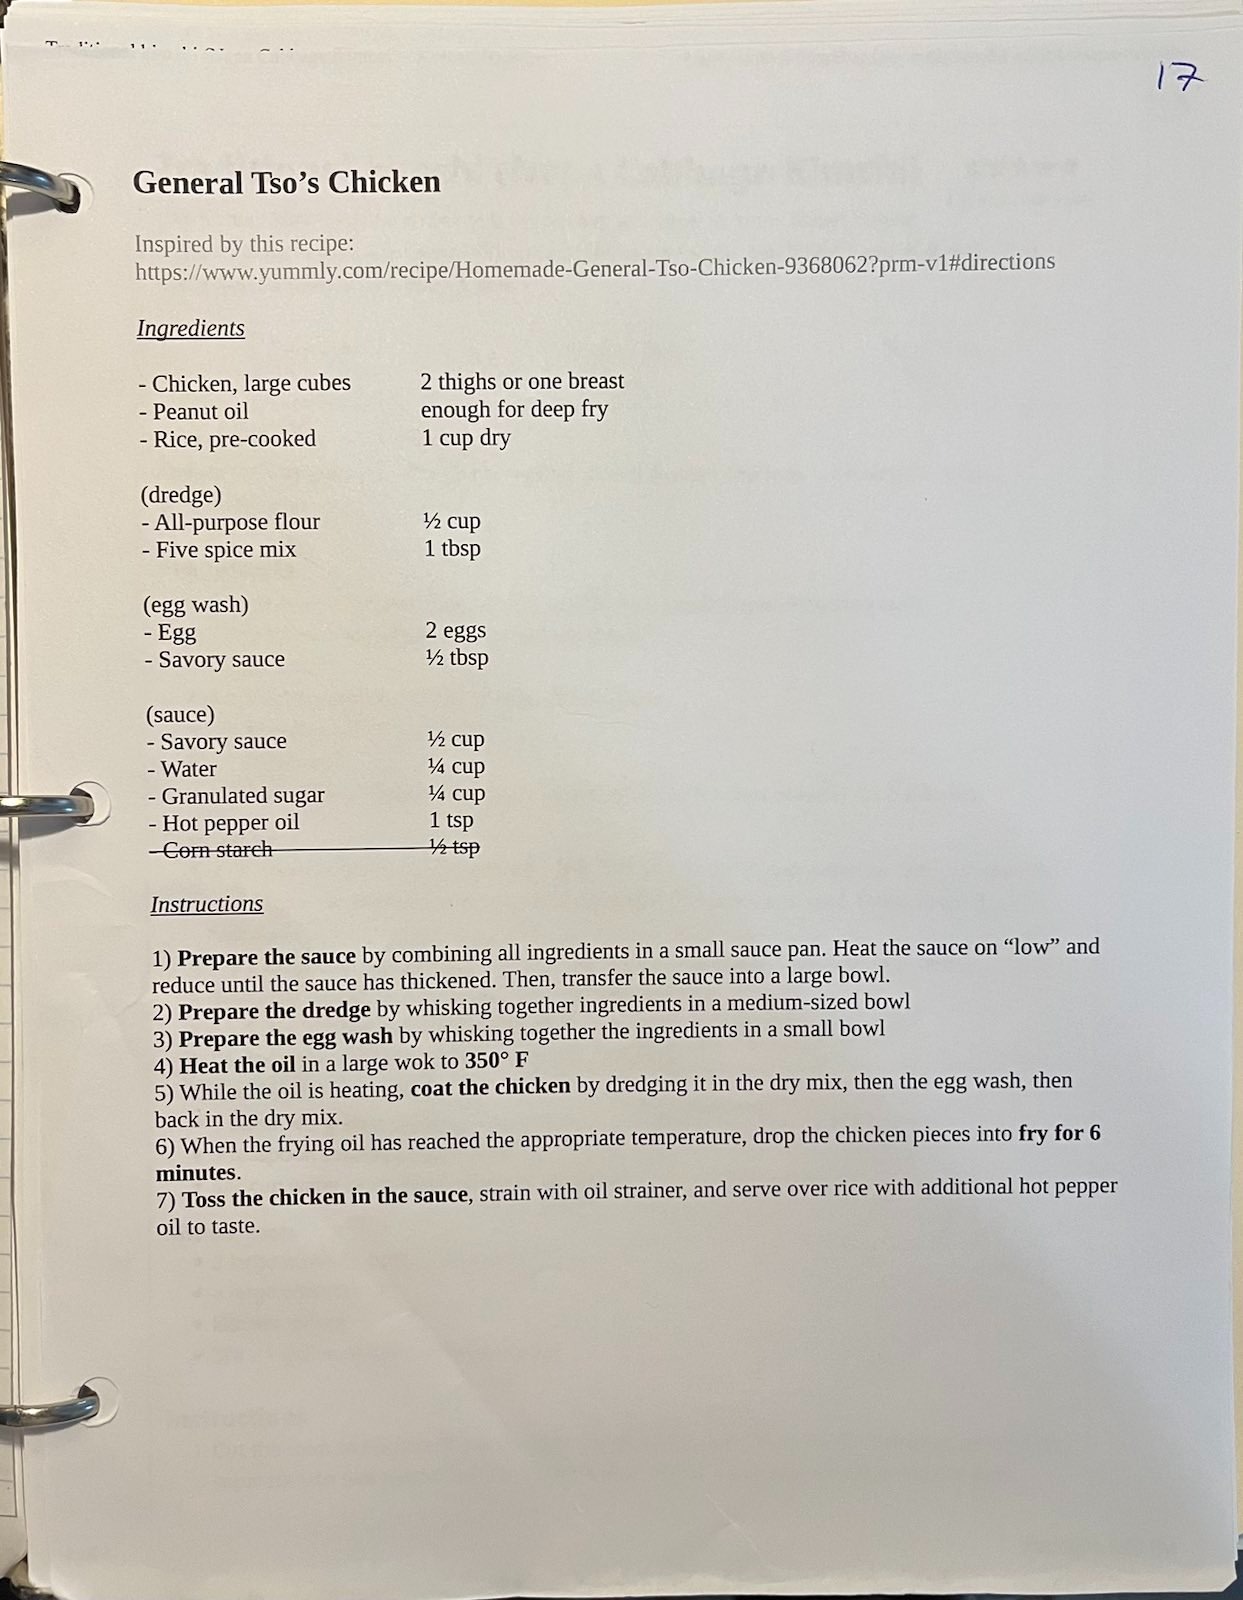 17
General Tso’s Chicken
Inspired by this recipe:
https://www.yummly.com/recipe/Homemade-General-Tso-Chicken-9368062?prm-v1#directions
Ingredients
- Chicken, large cubes 2 thighs or one breast
- Peanut oil enough for deep fry
- Rice, pre-cooked 1 cup dry
(dredge)
- All-purpose flour ½ cup
- Five spice mix 1 tbsp
(egg wash)
- Egg 2 eggs
- Savory sauce ½ tbsp
(sauce)
- Savory sauce ½ cup
- Water ¼ cup
- Granulated sugar ¼ cup
- Hot pepper oil 1 tsp
- Corn starch ½ tsp
Instructions
1) Prepare the sauce by combining all ingredients in a small sauce pan. Heat the sauce on “low” and
reduce until the sauce has thickened. Then, transfer the sauce into a large bowl.
2) Prepare the dredge by whisking together ingredients in a medium-sized bowl
3) Prepare the egg wash by whisking together the ingredients in a small bowl
4) Heat the oil in a large wok to 350° F
5) While the oil is heating, coat the chicken by dredging it in the dry mix, then the egg wash, then
back in the dry mix.
6) When the frying oil has reached the appropriate temperature, drop the chicken pieces into fry for 6
minutes.
7) Toss the chicken in the sauce, strain with oil strainer, and serve over rice with additional hot pepper
oil to taste.